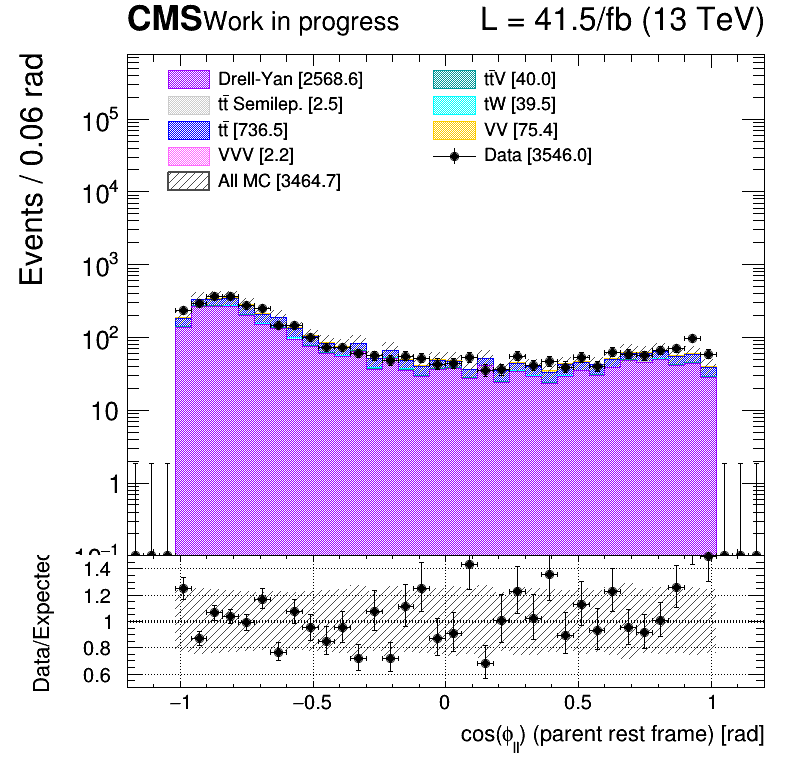 CMS Work in progress L = 41.5/fb (13 TeV)
Events / 0.06 rad
Drell-Yan [2568.6]
tt̄ Semilep. [2.5]
tt̄ [736.5]
VVV [2.2]
All MC [3464.7]
tt̄V [40.0]
tW [39.5]
VV [75.4]
Data [3546.0]
10⁵
10⁴
10³
10²
10
1
10⁻¹
Data/Expected
1.4
1.2
1
0.8
0.6
−1 −0.5 0 0.5 1
cos(ϕ_ll) (parent rest frame) [rad]